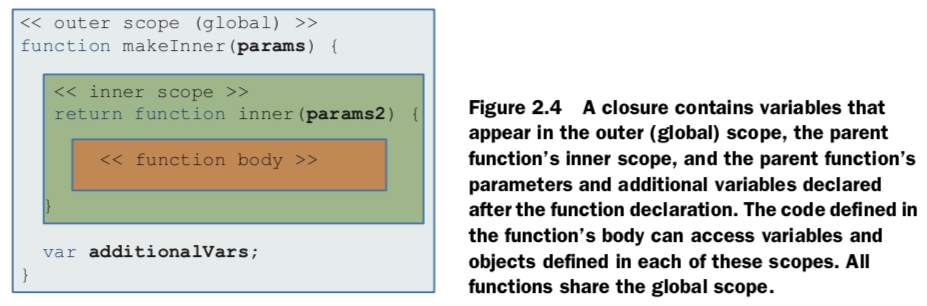 << outer scope (global) >>
function makeInner(params) {
<< inner scope >>
return function inner(params2) {
<< function body >>
}
var additionalVars;
}
Figure 2.4 A closure contains variables that
appear in the outer (global) scope, the parent
function's inner scope, and the parent function's
parameters and additional variables declared
after the function declaration. The code defined in
the function's body can access variables and
objects defined in each of these scopes. All
functions share the global scope.